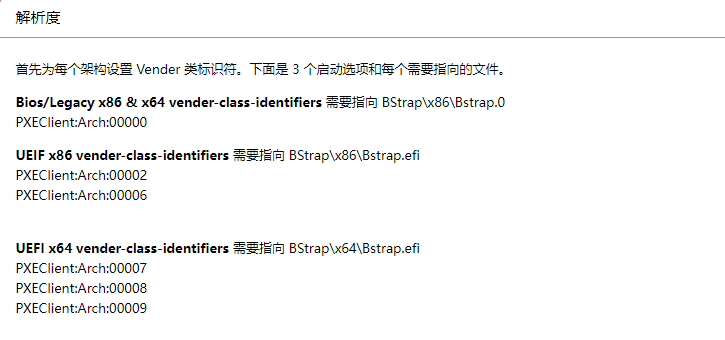 解析度
首先为每个架构设置 Vender 类标识符。下面是 3 个启动选项和每个需要指向的文件。
Bios/Legacy x86 & x64 vender-class-identifiers 需要指向 BStrap\x86\Bstrap.0
PXEClient:Arch:00000
UEIF x86 vender-class-identifiers 需要指向 BStrap\x86\Bstrap.efi
PXEClient:Arch:00002
PXEClient:Arch:00006
UEFI x64 vender-class-identifiers 需要指向 BStrap\x64\Bstrap.efi
PXEClient:Arch:00007
PXEClient:Arch:00008
PXEClient:Arch:00009